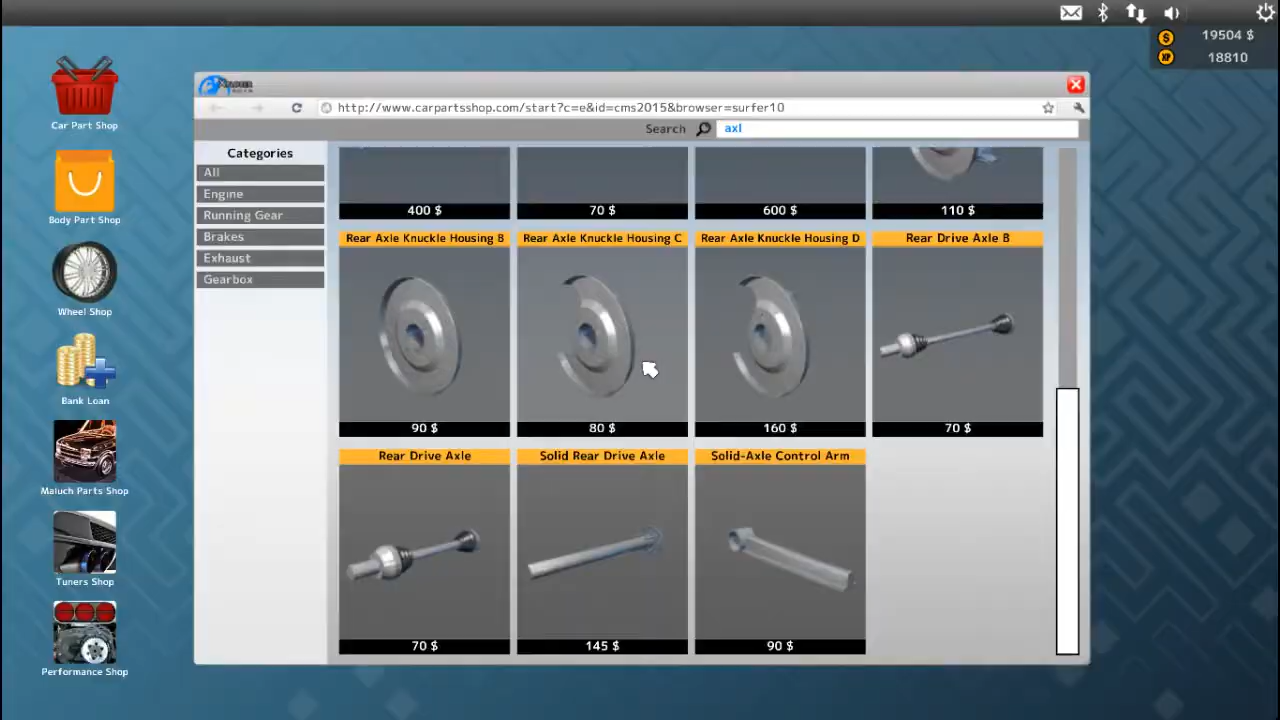 19504 $
18810
http://www.carpartsshop.com/start?c=e&id=cms2015&browser=surfer10
Search
axl
Car Part Shop
Body Part Shop
Wheel Shop
Bank Loan
Maluch Parts Shop
Tuners Shop
Performance Shop
Categories
All
Engine
Running Gear
Brakes
Exhaust
Gearbox
400 $
70 $
600 $
110 $
Rear Axle Knuckle Housing B
Rear Axle Knuckle Housing C
Rear Axle Knuckle Housing D
Rear Drive Axle B
90 $
80 $
160 $
70 $
Rear Drive Axle
Solid Rear Drive Axle
Solid-Axle Control Arm
70 $
145 $
90 $